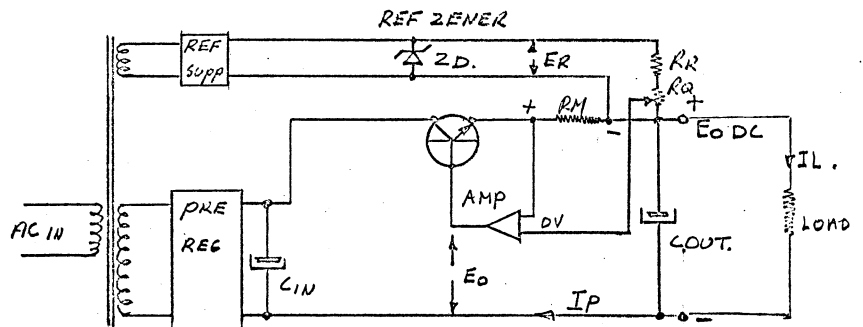 REF ZENER
REF SUPP
ZD.
ER
RR
RQ
+
+
RM
-
EO DC
IL.
AMP
DV
AC IN
PRE REG
CIN
EO
COUT.
LOAD
IP
-